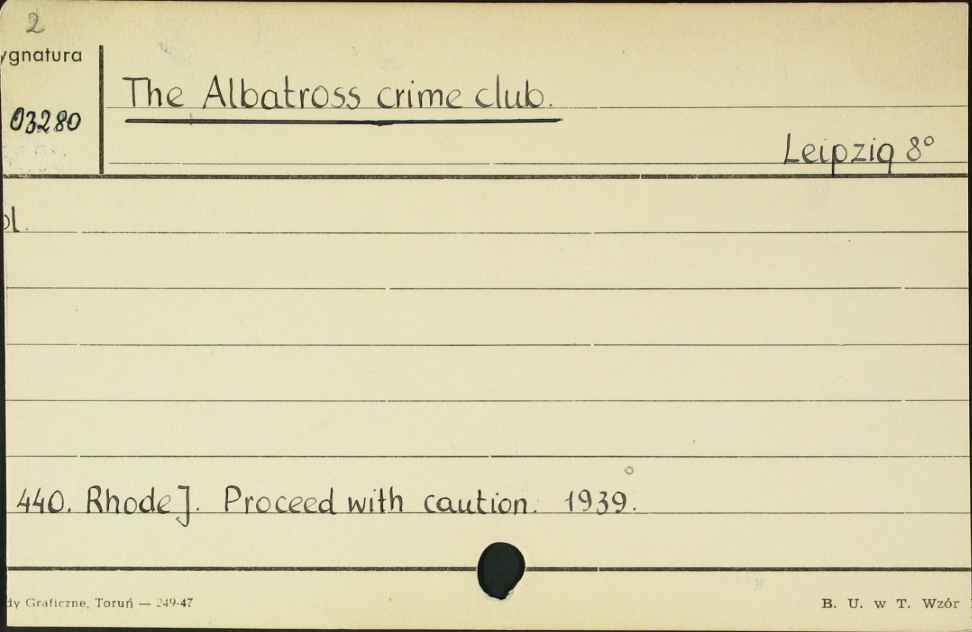 2
ygnatura
The Albatross crime club.
03280
Leipzig 8°
ol.
440. Rhode J. Proceed with caution. 1939.
dy Graficzne, Toruń — 249-47
B. U. w T. Wzór